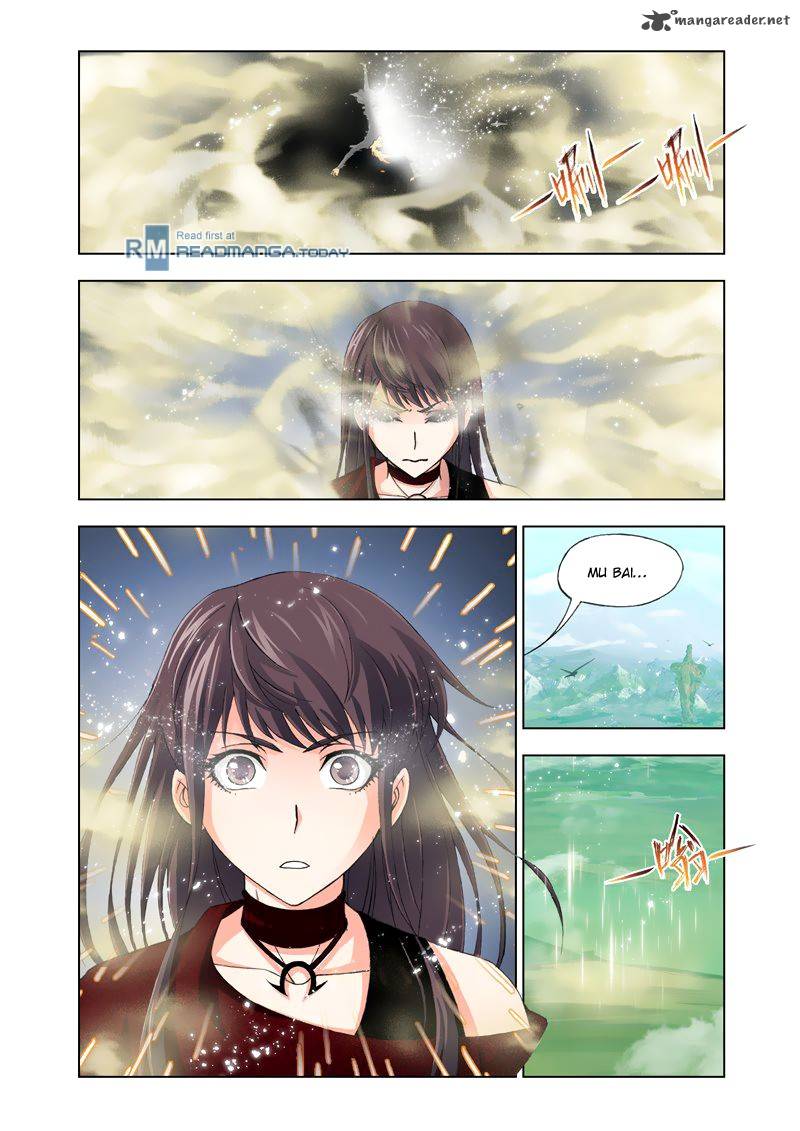 mangareader.net
唰 唰
RM
Read first at
READMANGA.TODAY
MU BAI...
嗡